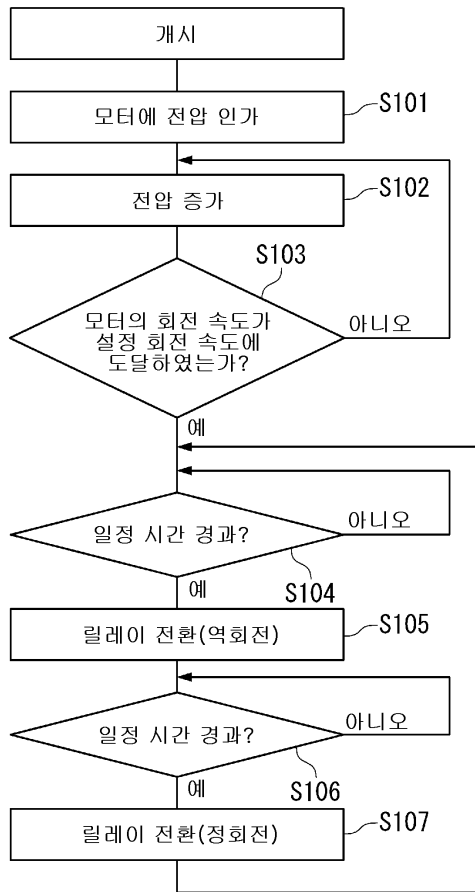 개시
모터에 전압 인가
S101
전압 증가
S102
S103
모터의 회전 속도가
설정 회전 속도에
도달하였는가?
아니오
예
일정 시간 경과?
아니오
S104
예
릴레이 전환(역회전)
S105
일정 시간 경과?
아니오
S106
예
릴레이 전환(정회전)
S107